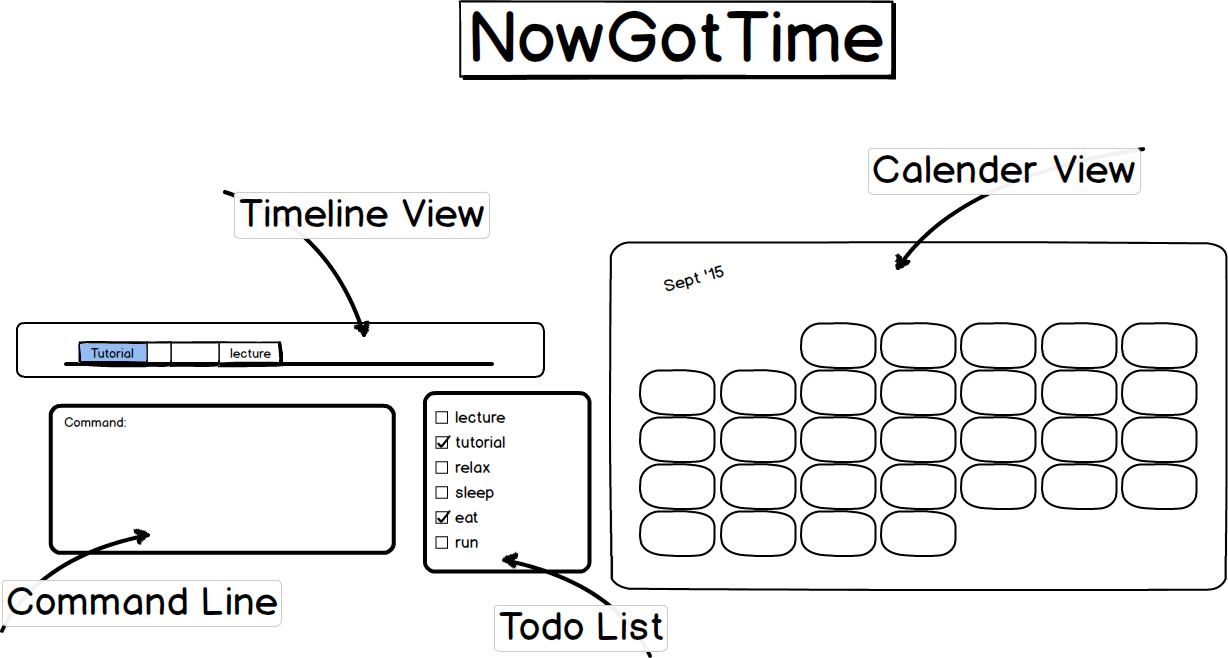 NowGotTime
Calender View
Timeline View
Sept '15
Tutorial
lecture
Command:
lecture
tutorial
relax
sleep
eat
run
Command Line
Todo List